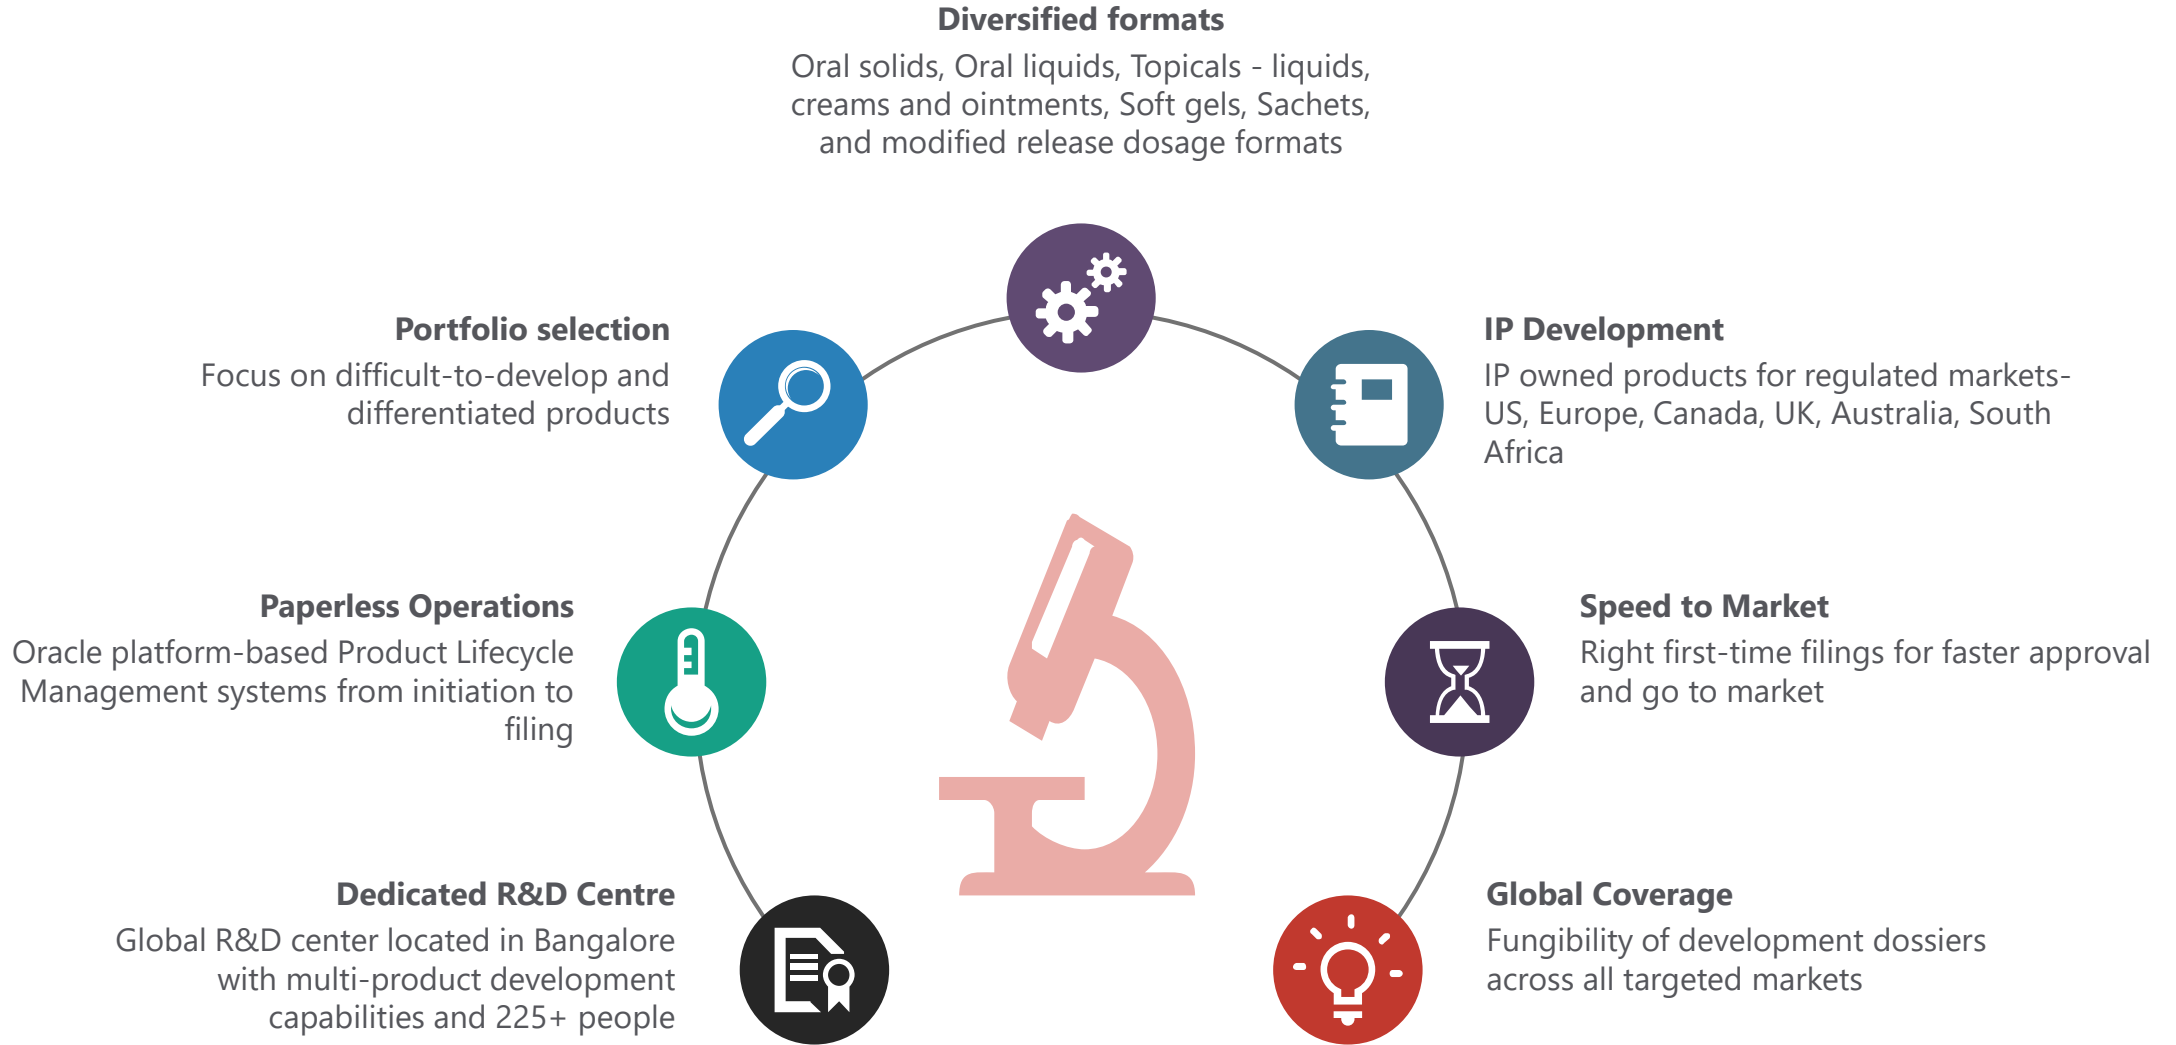 Diversified formats
Oral solids, Oral liquids, Topicals - liquids,
creams and ointments, Soft gels, Sachets,
and modified release dosage formats
Portfolio selection
Focus on difficult-to-develop and
differentiated products
IP Development
IP owned products for regulated markets-
US, Europe, Canada, UK, Australia, South
Africa
Paperless Operations
Oracle platform-based Product Lifecycle
Management systems from initiation to
filing
Speed to Market
Right first-time filings for faster approval
and go to market
Dedicated R&D Centre
Global R&D center located in Bangalore
with multi-product development
capabilities and 225+ people
Global Coverage
Fungibility of development dossiers
across all targeted markets